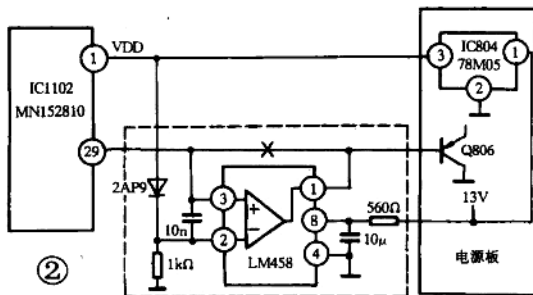 IC1102
MN152810
1
VDD
29
2AP9
10n
1kΩ
②
3
2
+
−
LM458
1
8
4
560Ω
10μ
3
1
2
IC804
78M05
Q806
13V
电源板